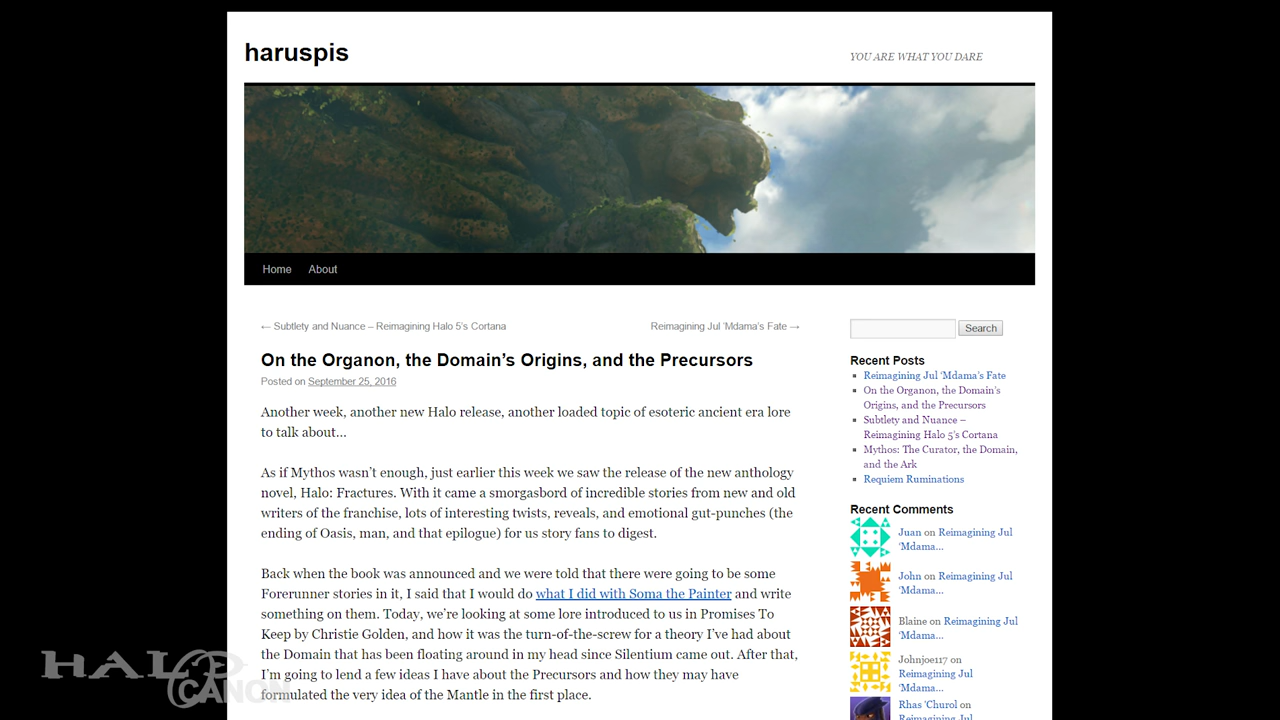 haruspis
YOU ARE WHAT YOU DARE
Home About
← Subtlety and Nuance – Reimagining Halo 5's Cortana
Reimagining Jul 'Mdama's Fate →
On the Organon, the Domain's Origins, and the Precursors
Posted on September 25, 2016
Another week, another new Halo release, another loaded topic of esoteric ancient era lore
to talk about…
As if Mythos wasn't enough, just earlier this week we saw the release of the new anthology
novel, Halo: Fractures. With it came a smorgasbord of incredible stories from new and old
writers of the franchise, lots of interesting twists, reveals, and emotional gut-punches (the
ending of Oasis, man, and that epilogue) for us story fans to digest.
Back when the book was announced and we were told that there were going to be some
Forerunner stories in it, I said that I would do what I did with Soma the Painter and write
something on them. Today, we're looking at some lore introduced to us in Promises To
Keep by Christie Golden, and how it was the turn-of-the-screw for a theory I've had about
the Domain that has been floating around in my head since Silentium came out. After that,
I'm going to lend a few ideas I have about the Precursors and how they may have
formulated the very idea of the Mantle in the first place.
Search
Recent Posts
Reimagining Jul 'Mdama's Fate
On the Organon, the Domain's
Origins, and the Precursors
Subtlety and Nuance –
Reimagining Halo 5's Cortana
Mythos: The Curator, the Domain,
and the Ark
Requiem Ruminations
Recent Comments
Juan on Reimagining Jul
'Mdama…
John on Reimagining Jul
'Mdama…
Blaine on Reimagining Jul
'Mdama…
Johnjoe117 on
Reimagining Jul
'Mdama…
Rhas 'Churol on
Reimagining Jul
HALO
CANON